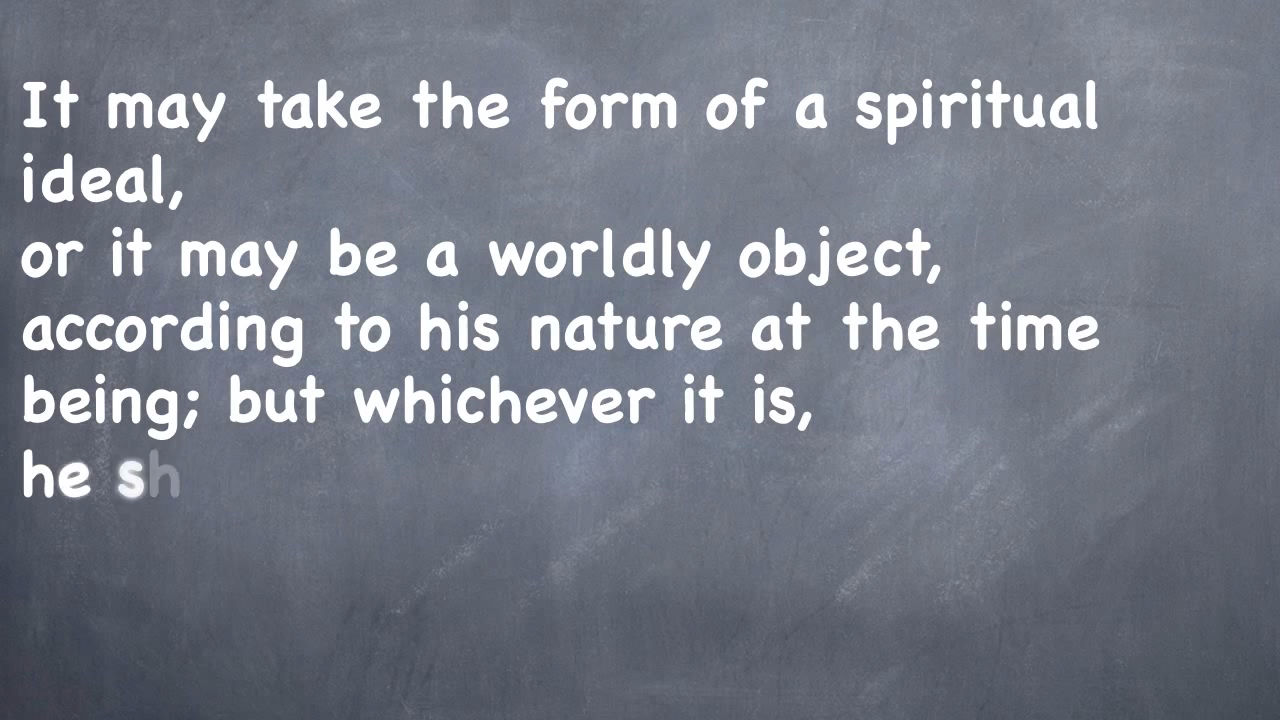 It may take the form of a spiritual
ideal,
or it may be a worldly object,
according to his nature at the time
being; but whichever it is,
he sh